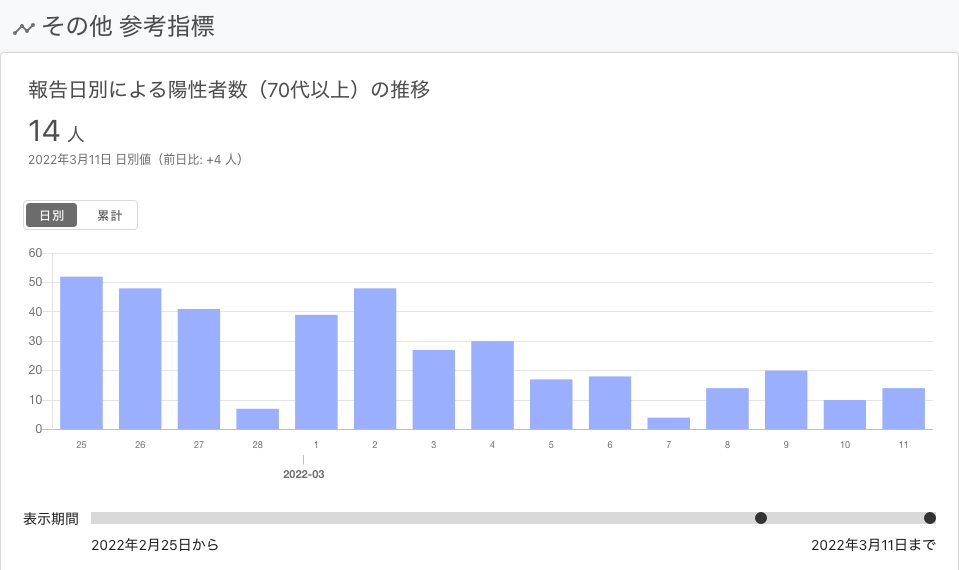 その他 参考指標
報告日別による陽性者数（70代以上）の推移
14 人
2022年3月11日 日別値（前日比: +4 人）
日別 累計
60
50
40
30
20
10
0
25 26 27 28 1 2 3 4 5 6 7 8 9 10 11
2022-03
表示期間
2022年2月25日から 2022年3月11日まで